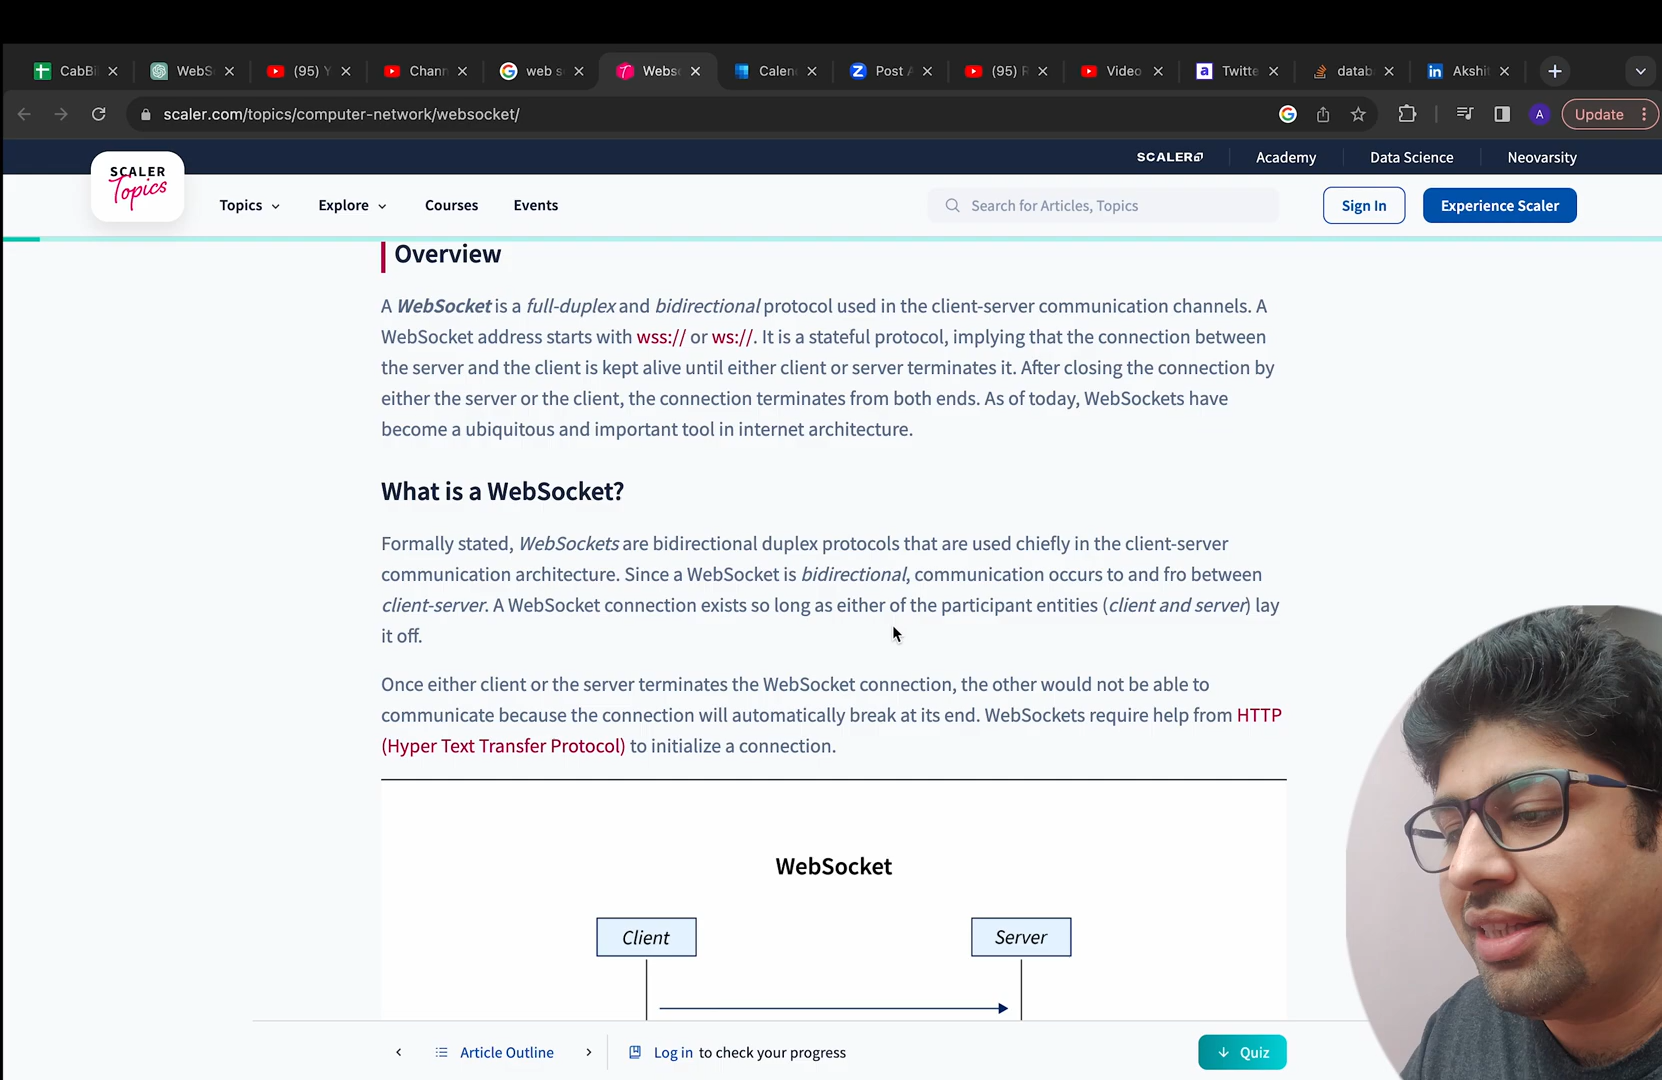 CabBi
WebS
(95) Y
Chann
web s
Webso
Calen
Post A
(95) R
Video
Twitte
datab
Akshit
scaler.com/topics/computer-network/websocket/
A
Update
SCALER
Academy
Data Science
Neovarsity
SCALER
Topics
Topics
Explore
Courses
Events
Search for Articles, Topics
Sign In
Experience Scaler
Overview
A WebSocket is a full-duplex and bidirectional protocol used in the client-server communication channels. A
WebSocket address starts with wss:// or ws://. It is a stateful protocol, implying that the connection between
the server and the client is kept alive until either client or server terminates it. After closing the connection by
either the server or the client, the connection terminates from both ends. As of today, WebSockets have
become a ubiquitous and important tool in internet architecture.
What is a WebSocket?
Formally stated, WebSockets are bidirectional duplex protocols that are used chiefly in the client-server
communication architecture. Since a WebSocket is bidirectional, communication occurs to and fro between
client-server. A WebSocket connection exists so long as either of the participant entities (client and server) lay
it off.
Once either client or the server terminates the WebSocket connection, the other would not be able to
communicate because the connection will automatically break at its end. WebSockets require help from HTTP
(Hyper Text Transfer Protocol) to initialize a connection.
WebSocket
Client
Server
Article Outline
Log in to check your progress
Quiz